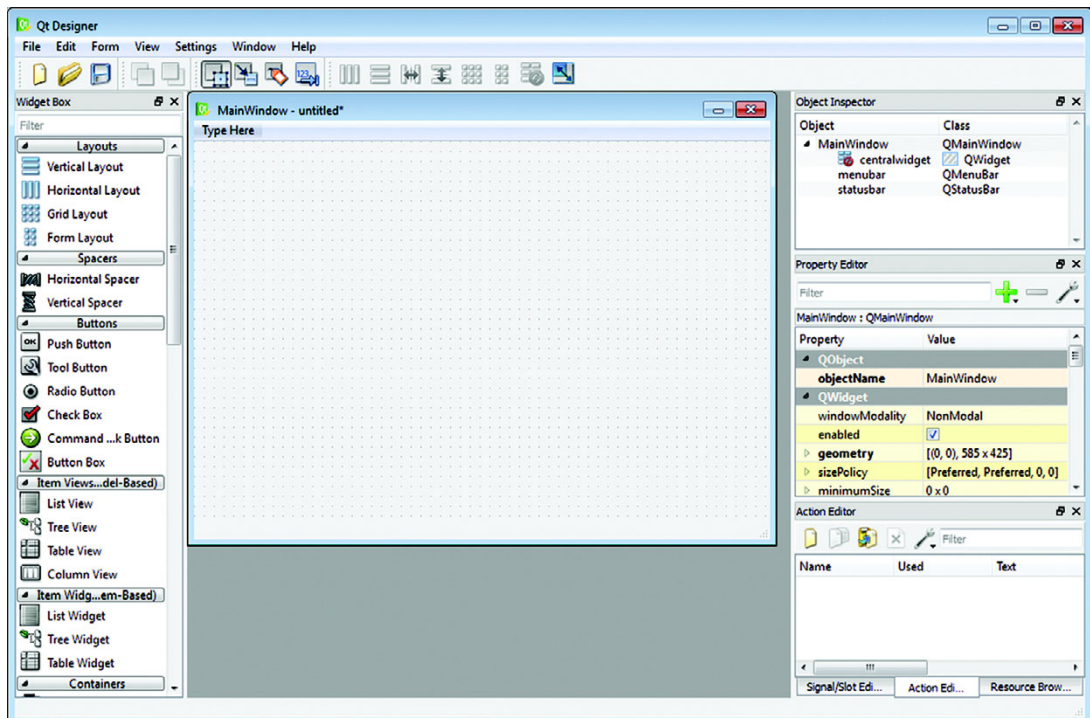 Qt Designer
File Edit Form View Settings Window Help
Widget Box
Filter
Layouts
Vertical Layout
Horizontal Layout
Grid Layout
Form Layout
Spacers
Horizontal Spacer
Vertical Spacer
Buttons
OK Push Button
Tool Button
Radio Button
Check Box
Command ...k Button
Button Box
Item Views...del-Based)
List View
Tree View
Table View
Column View
Item Widg...em-Based)
List Widget
Tree Widget
Table Widget
Containers
MainWindow - untitled*
Type Here
Object Inspector
Object Class
MainWindow QMainWindow
centralwidget QWidget
menubar QMenuBar
statusbar QStatusBar
Property Editor
Filter
MainWindow : QMainWindow
Property Value
QObject
objectName MainWindow
QWidget
windowModality NonModal
enabled
geometry [(0, 0), 585 x 425]
sizePolicy [Preferred, Preferred, 0, 0]
minimumSize 0 x 0
Action Editor
Filter
Name Used Text
Signal/Slot Edi... Action Edi... Resource Brow...